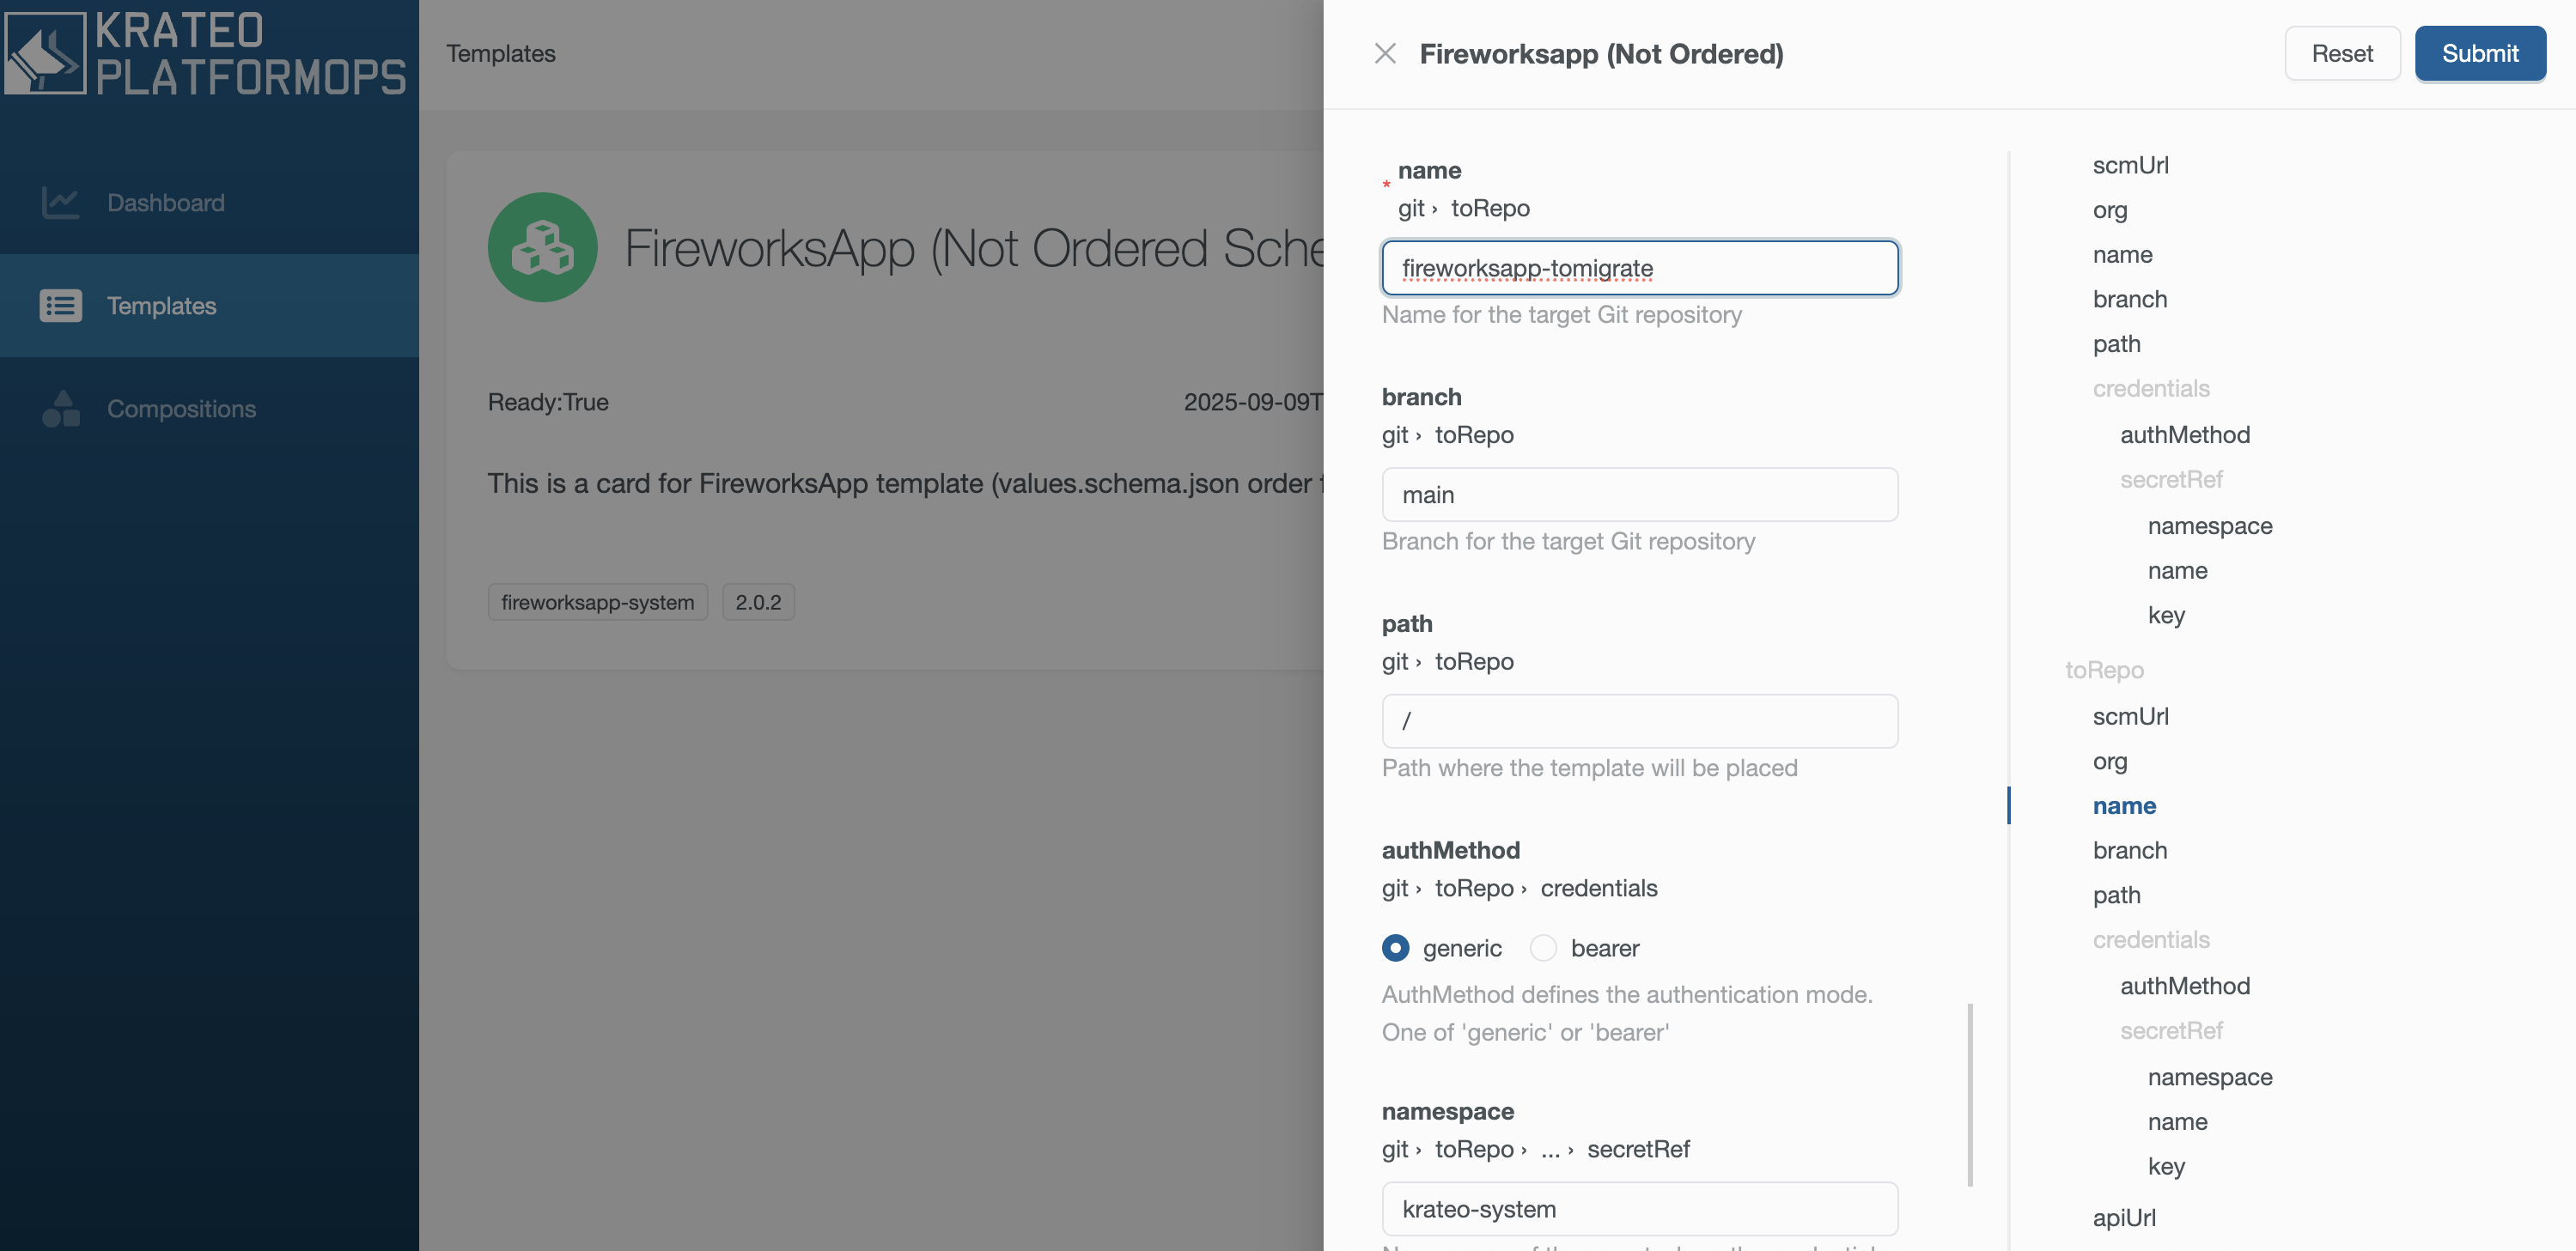 KRATEO
PLATFORMOPS
Dashboard
Templates
Compositions
Templates
FireworksApp (Not Ordered Sche
Ready:True
2025-09-09T
This is a card for FireworksApp template (values.schema.json order
fireworksapp-system
2.0.2
Fireworksapp (Not Ordered)
Reset
Submit
* name
git › toRepo
fireworksapp-tomigrate
Name for the target Git repository
branch
git › toRepo
main
Branch for the target Git repository
path
git › toRepo
/
Path where the template will be placed
authMethod
git › toRepo › credentials
generic
bearer
AuthMethod defines the authentication mode.
One of 'generic' or 'bearer'
namespace
git › toRepo › ... › secretRef
krateo-system
scmUrl
org
name
branch
path
credentials
authMethod
secretRef
namespace
name
key
toRepo
scmUrl
org
name
branch
path
credentials
authMethod
secretRef
namespace
name
key
apiUrl